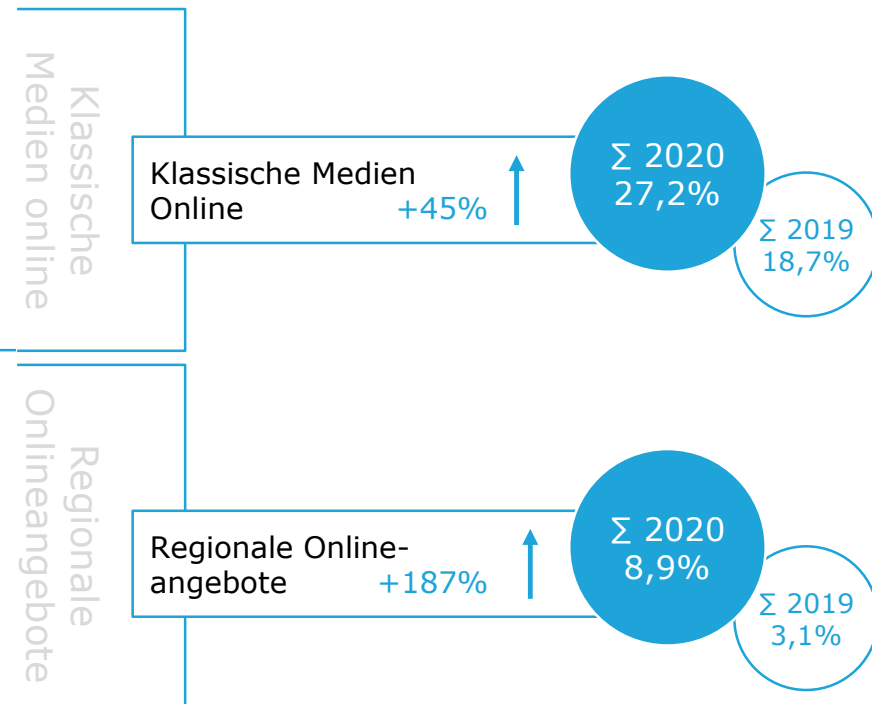 Klassische
Medien online
Klassische Medien
Online +45%
Σ 2020
27,2%
Σ 2019
18,7%
Regionale
Onlineangebote
Regionale Online-
angebote +187%
Σ 2020
8,9%
Σ 2019
3,1%